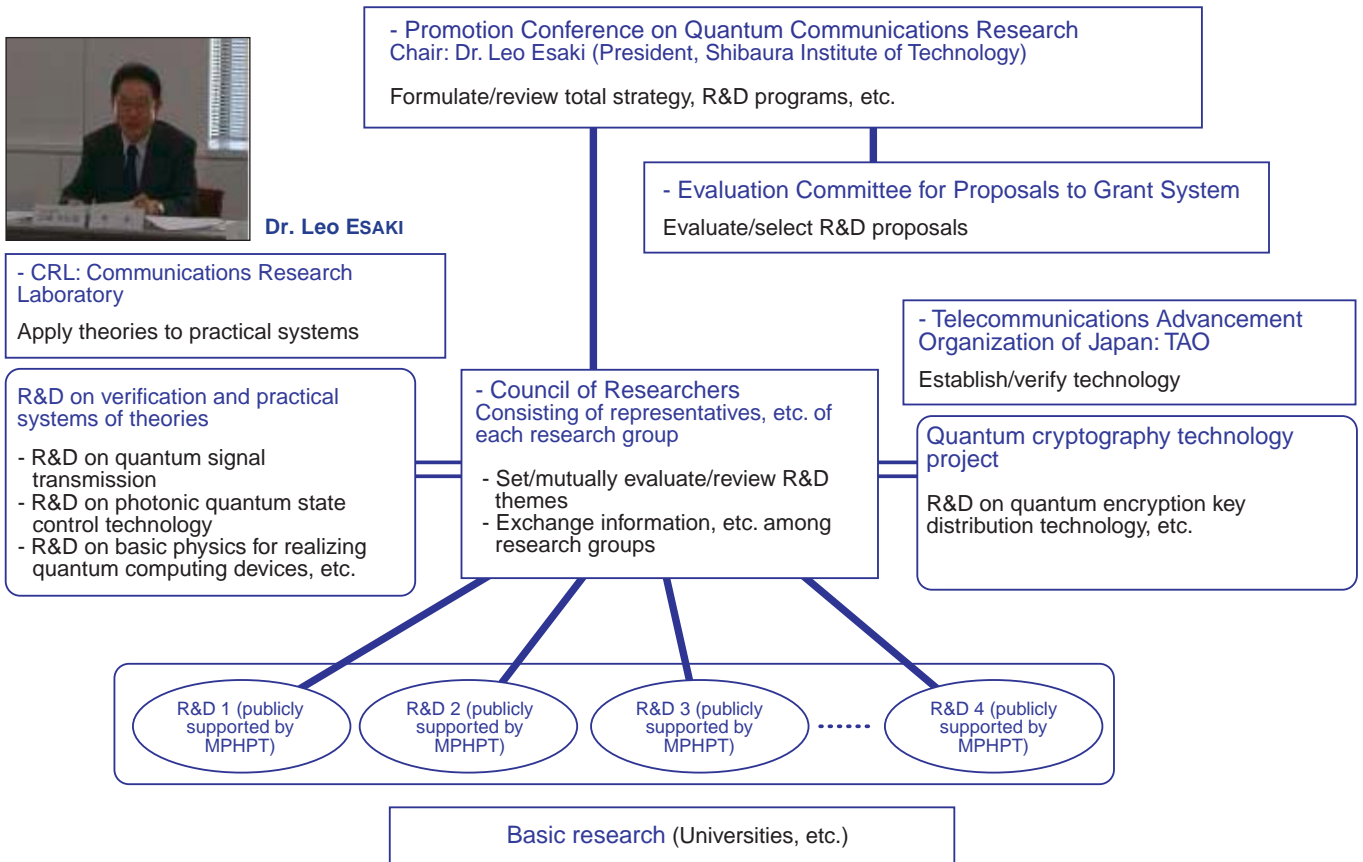 - Promotion Conference on Quantum Communications Research
Chair: Dr. Leo Esaki (President, Shibaura Institute of Technology)
Formulate/review total strategy, R&D programs, etc.
- Evaluation Committee for Proposals to Grant System
Evaluate/select R&D proposals
Dr. Leo ESAKI
- CRL: Communications Research
Laboratory
Apply theories to practical systems
- Telecommunications Advancement
Organization of Japan: TAO
Establish/verify technology
R&D on verification and practical
systems of theories
- R&D on quantum signal
transmission
- R&D on photonic quantum state
control technology
- R&D on basic physics for realizing
quantum computing devices, etc.
- Council of Researchers
Consisting of representatives, etc. of
each research group
- Set/mutually evaluate/review R&D
themes
- Exchange information, etc. among
research groups
Quantum cryptography technology
project
R&D on quantum encryption key
distribution technology, etc.
R&D 1 (publicly
supported by
MPHPT)
R&D 2 (publicly
supported by
MPHPT)
R&D 3 (publicly
supported by
MPHPT)
R&D 4 (publicly
supported by
MPHPT)
Basic research (Universities, etc.)